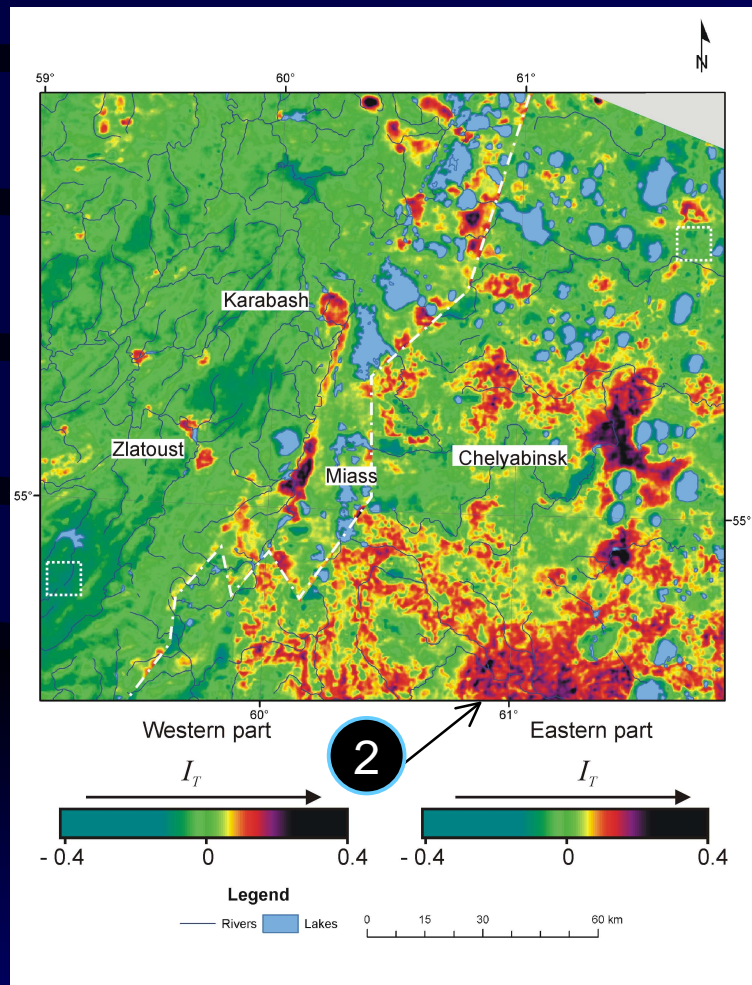 N
59° 60° 61°
Karabash
Zlatoust
Miass
Chelyabinsk
55°
55°
60° 61°
Western part Eastern part
2
I_T I_T
- 0.4 0 0.4 - 0.4 0 0.4
Legend
Rivers Lakes
0 15 30 60 km